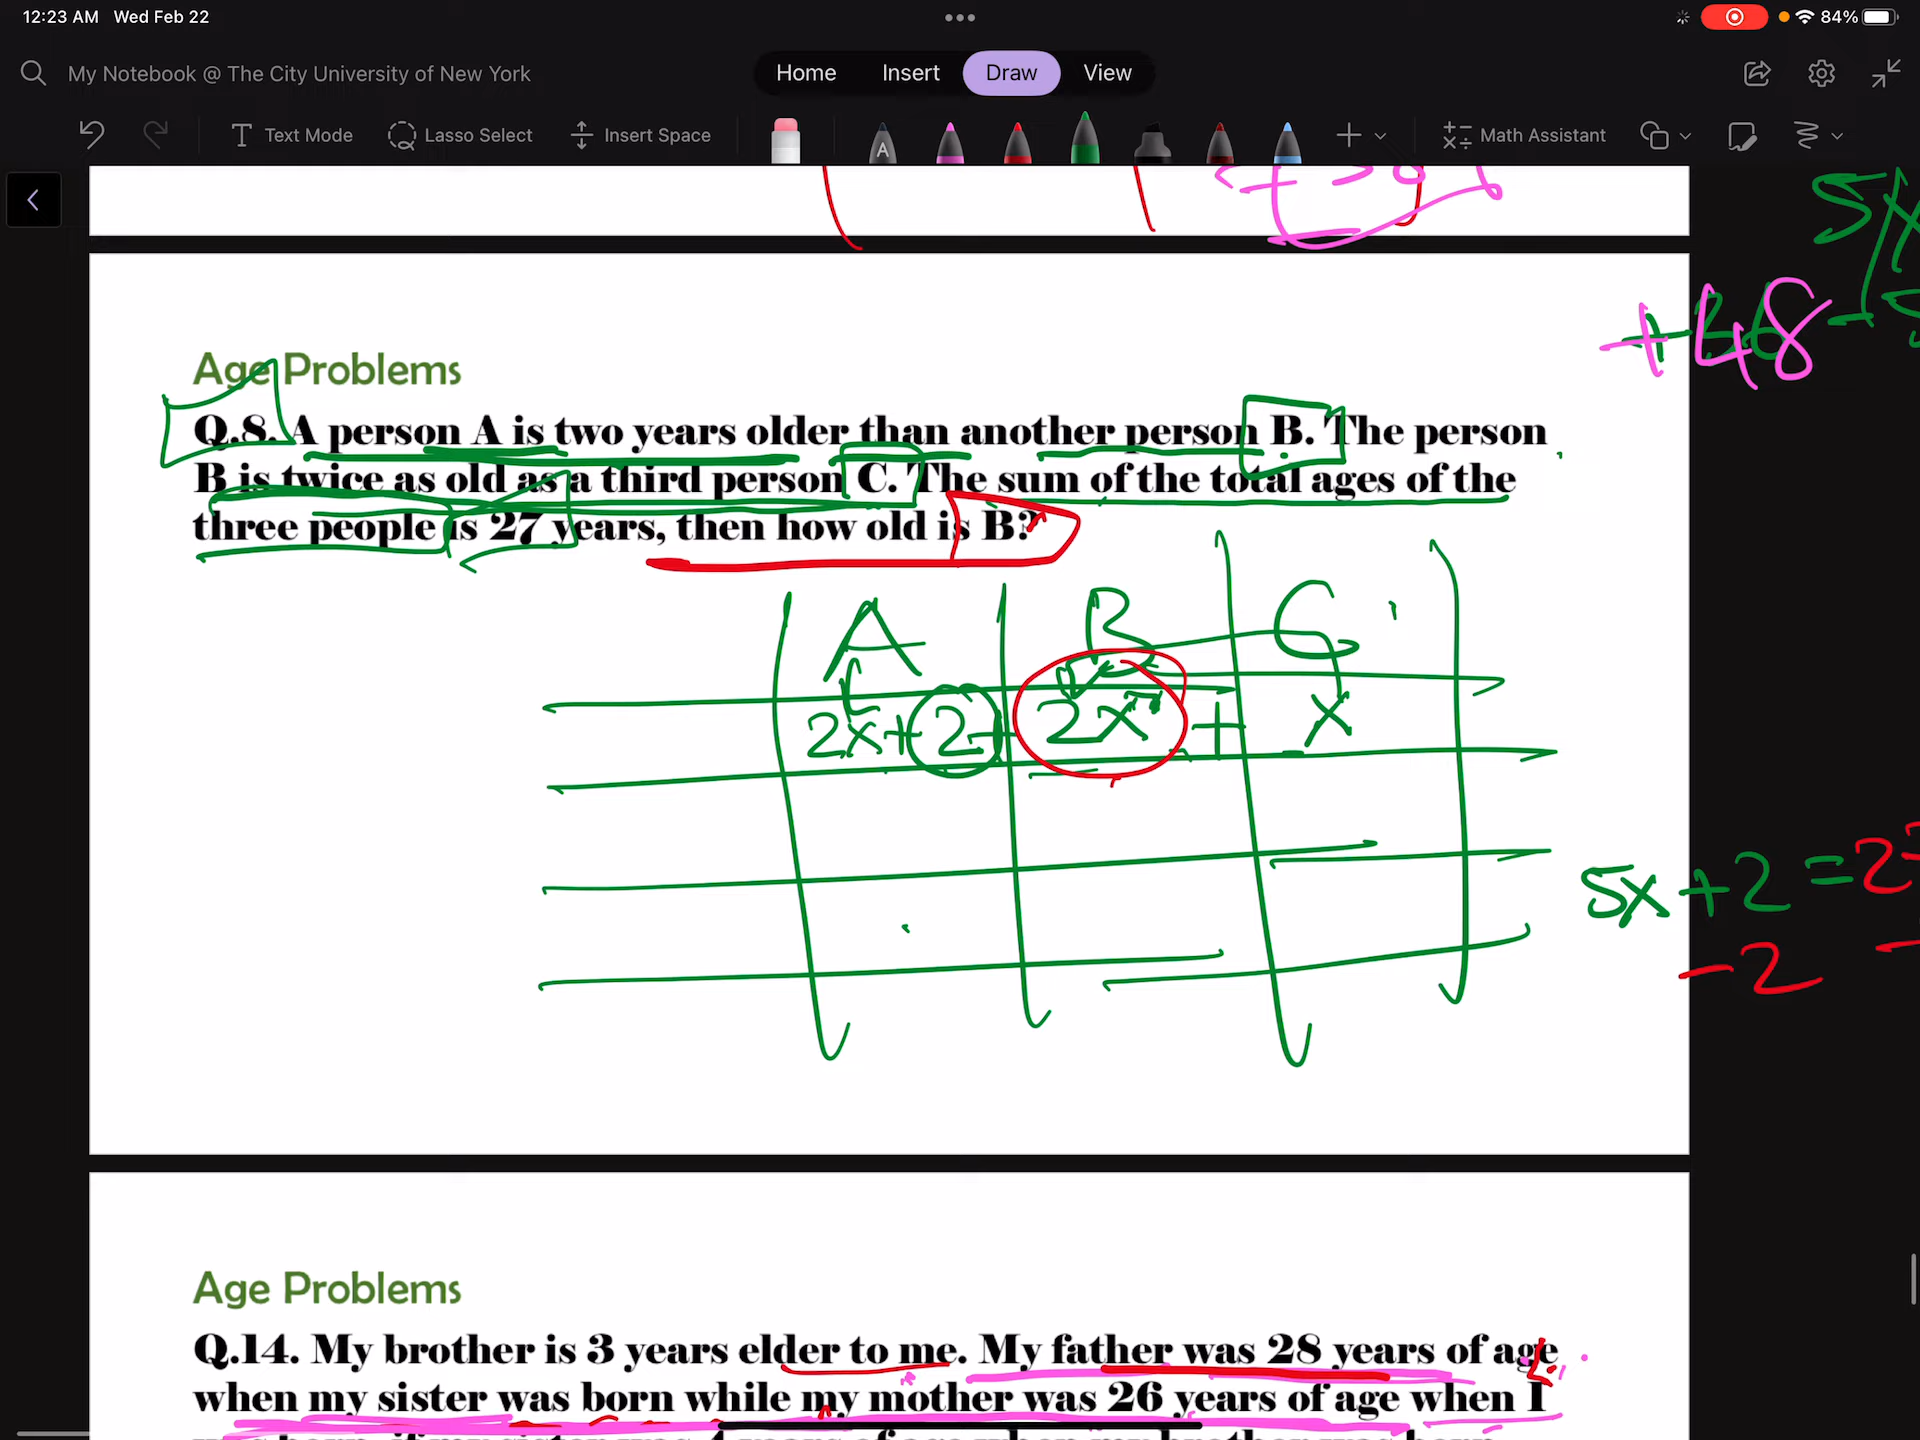 12:23 AM Wed Feb 22
84%
My Notebook @ The City University of New York
Home Insert Draw View
Text Mode Lasso Select Insert Space Math Assistant
5x
+48
Age Problems
Q.8. A person A is two years older than another person B. The person
B is twice as old as a third person C. The sum of the total ages of the
three people is 27 years, then how old is B?
A B C
2x+2+ 2x + x
5x+2=27
-2 -
Age Problems
Q.14. My brother is 3 years elder to me. My father was 28 years of age
when my sister was born while my mother was 26 years of age when I